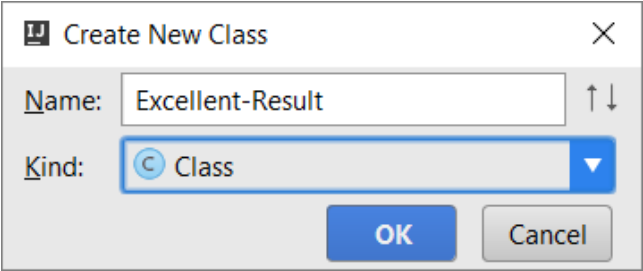 IJ Create New Class
Name: Excellent-Result
Kind: C Class
OK Cancel